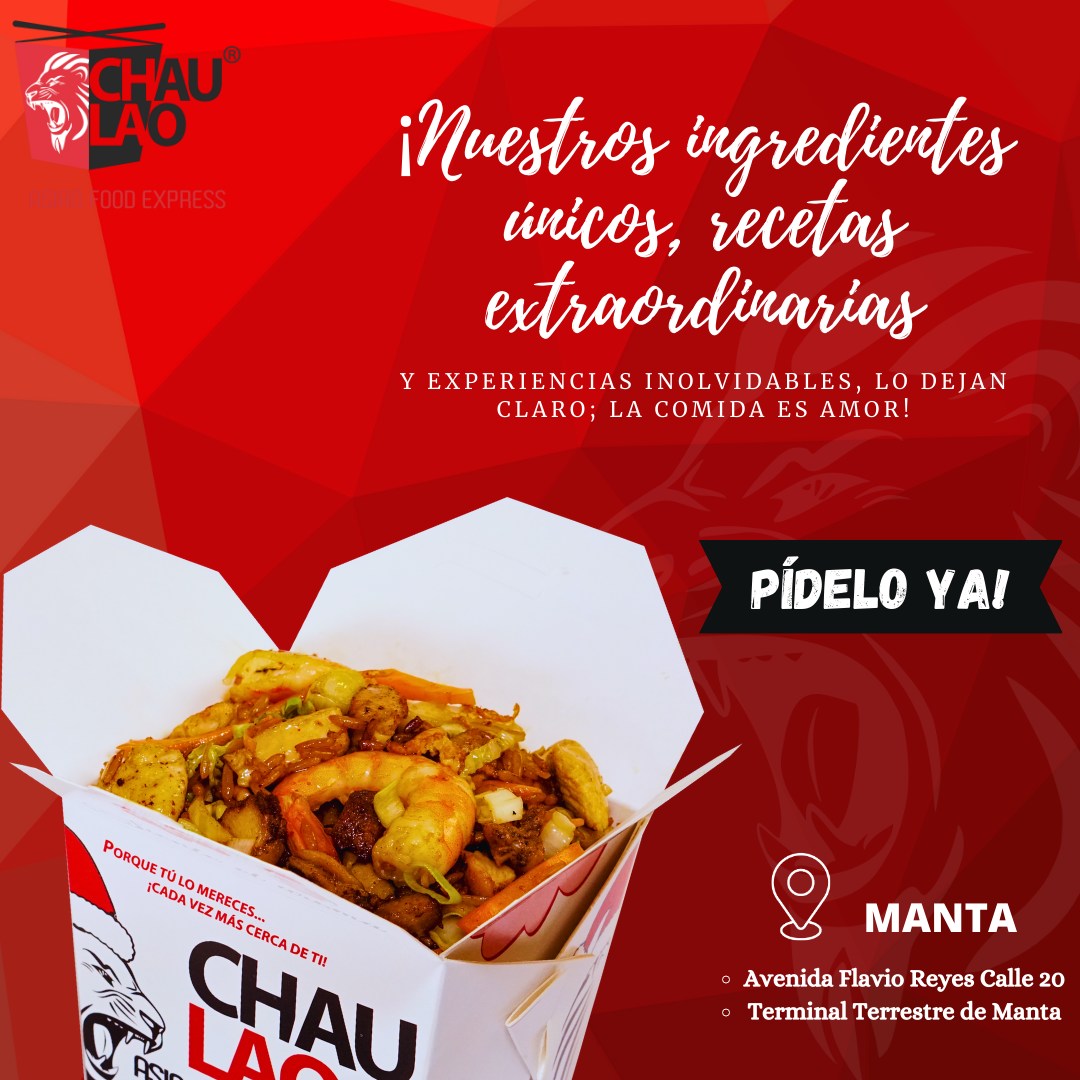 CHAU®
LAO
FOOD EXPRESS
¡Nuestros ingredientes
únicos, recetas
extraordinarias
Y EXPERIENCIAS INOLVIDABLES, LO DEJAN
CLARO; LA COMIDA ES AMOR!
PÍDELO YA!
PORQUE TÚ LO MERECES...
¡CADA VEZ MÁS CERCA DE TI!
CHAU
LAO
MANTA
Avenida Flavio Reyes Calle 20
Terminal Terrestre de Manta